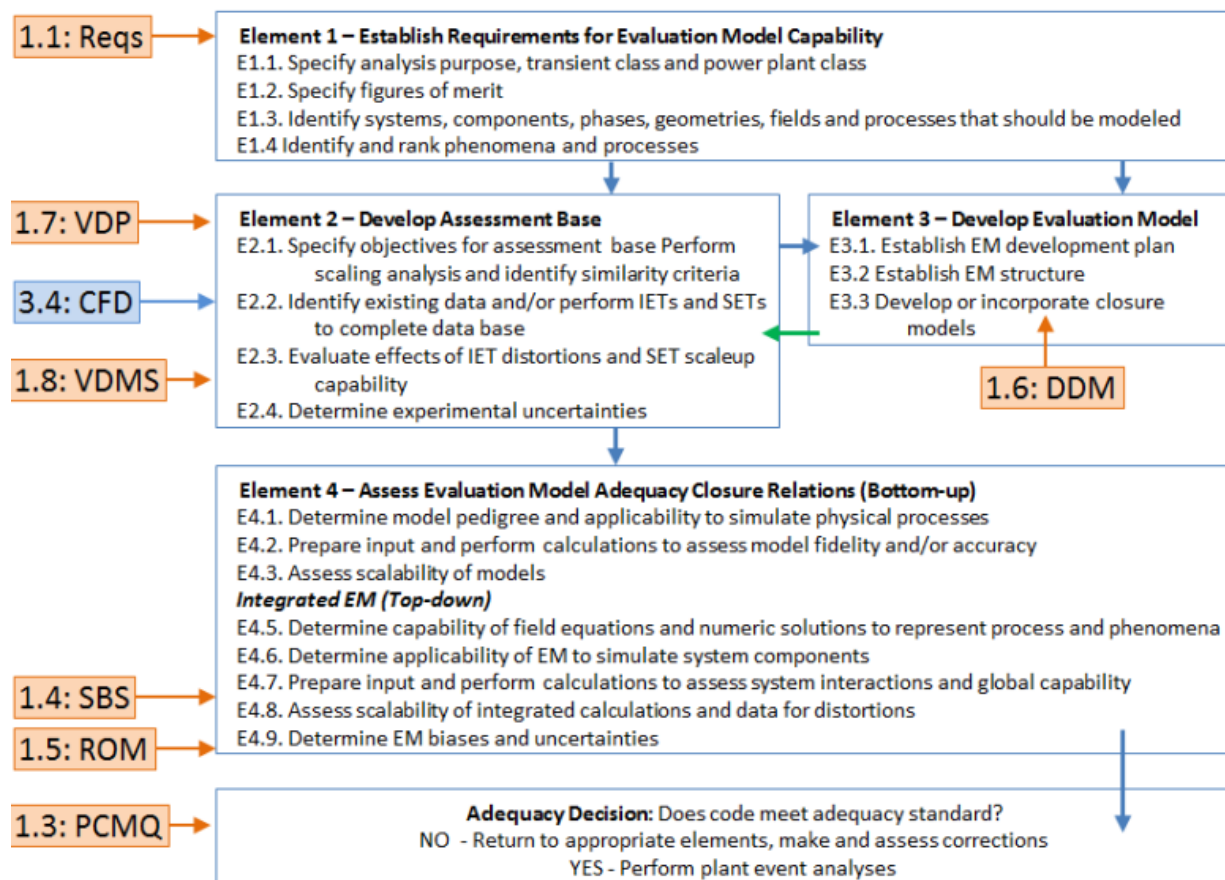 1.1: Reqs
Element 1 – Establish Requirements for Evaluation Model Capability
E1.1. Specify analysis purpose, transient class and power plant class
E1.2. Specify figures of merit
E1.3. Identify systems, components, phases, geometries, fields and processes that should be modeled
E1.4 Identify and rank phenomena and processes
1.7: VDP
3.4: CFD
1.8: VDMS
Element 2 – Develop Assessment Base
E2.1. Specify objectives for assessment base Perform
scaling analysis and identify similarity criteria
E2.2. Identify existing data and/or perform IETs and SETs
to complete data base
E2.3. Evaluate effects of IET distortions and SET scaleup
capability
E2.4. Determine experimental uncertainties
Element 3 – Develop Evaluation Model
E3.1. Establish EM development plan
E3.2 Establish EM structure
E3.3 Develop or incorporate closure
models
1.6: DDM
Element 4 – Assess Evaluation Model Adequacy Closure Relations (Bottom-up)
E4.1. Determine model pedigree and applicability to simulate physical processes
E4.2. Prepare input and perform calculations to assess model fidelity and/or accuracy
E4.3. Assess scalability of models
Integrated EM (Top-down)
E4.5. Determine capability of field equations and numeric solutions to represent process and phenomena
E4.6. Determine applicability of EM to simulate system components
E4.7. Prepare input and perform calculations to assess system interactions and global capability
E4.8. Assess scalability of integrated calculations and data for distortions
E4.9. Determine EM biases and uncertainties
1.4: SBS
1.5: ROM
1.3: PCMQ
Adequacy Decision: Does code meet adequacy standard?
NO - Return to appropriate elements, make and assess corrections
YES - Perform plant event analyses